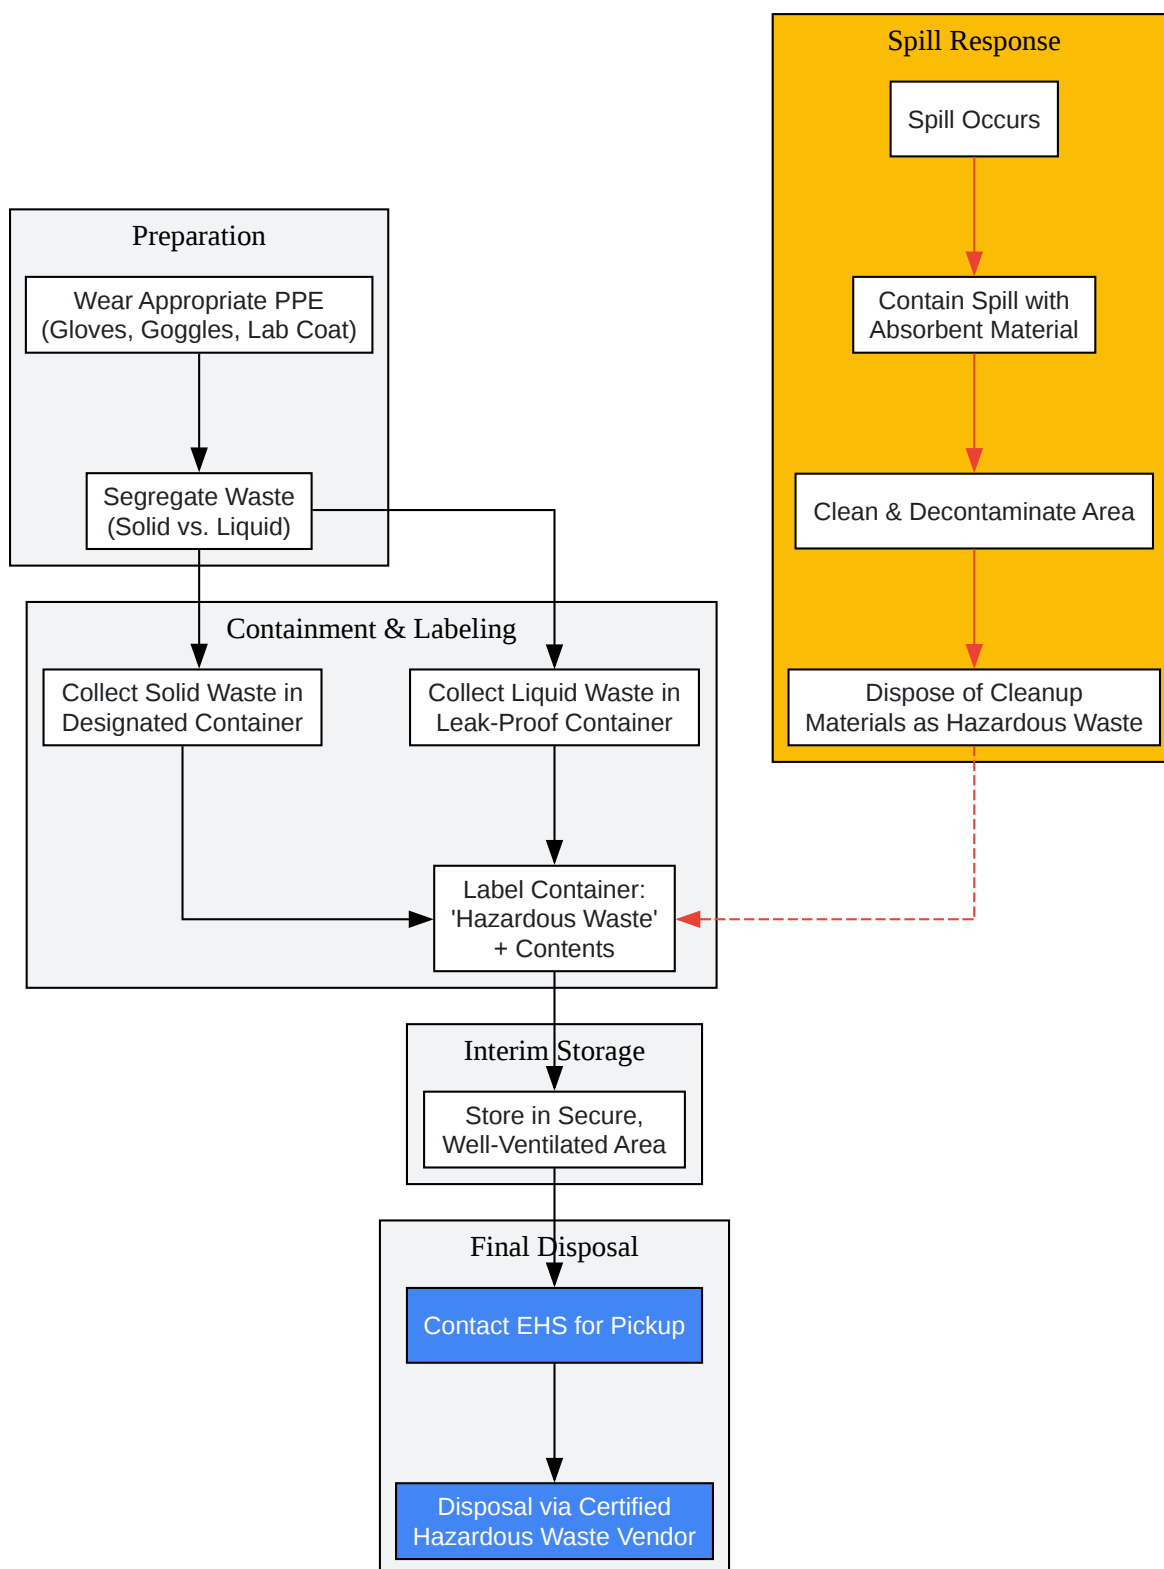 Spill Response
Spill Occurs
Contain Spill with
Absorbent Material
Clean & Decontaminate Area
Dispose of Cleanup
Materials as Hazardous Waste
Preparation
Wear Appropriate PPE
(Gloves, Goggles, Lab Coat)
Segregate Waste
(Solid vs. Liquid)
Containment & Labeling
Collect Solid Waste in
Designated Container
Collect Liquid Waste in
Leak-Proof Container
Label Container:
'Hazardous Waste'
+ Contents
Interim Storage
Store in Secure,
Well-Ventilated Area
Final Disposal
Contact EHS for Pickup
Disposal via Certified
Hazardous Waste Vendor